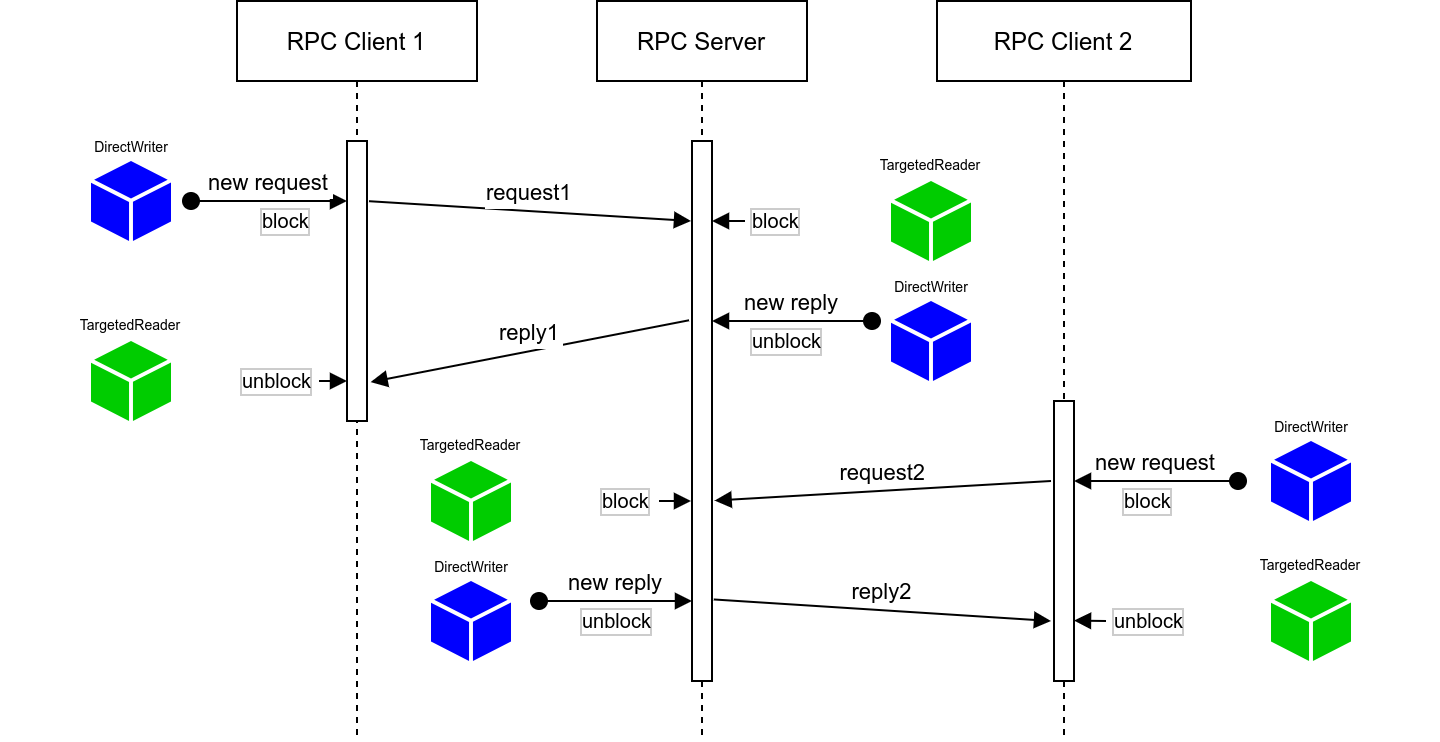 RPC Client 1
RPC Server
RPC Client 2
DirectWriter
new request
block
request1
block
TargetedReader
DirectWriter
new reply
unblock
reply1
TargetedReader
unblock
DirectWriter
new request
block
request2
TargetedReader
block
DirectWriter
new reply
unblock
reply2
TargetedReader
unblock